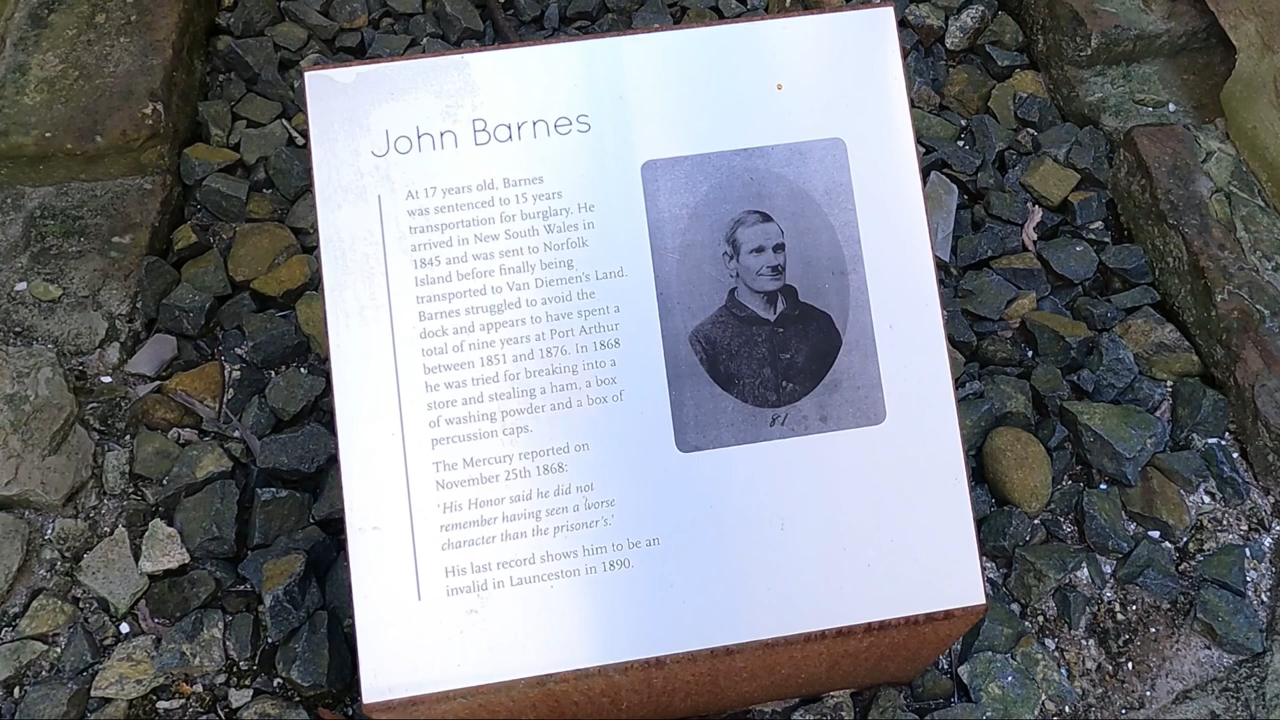 John Barnes
At 17 years old, Barnes
was sentenced to 15 years
transportation for burglary. He
arrived in New South Wales in
1845 and was sent to Norfolk
Island before finally being
transported to Van Diemen's Land.
Barnes struggled to avoid the
dock and appears to have spent a
total of nine years at Port Arthur
between 1851 and 1876. In 1868
he was tried for breaking into a
store and stealing a ham, a box
of washing powder and a box of
percussion caps.
The Mercury reported on
November 25th 1868:
'His Honor said he did not
remember having seen a worse
character than the prisoner's.'
His last record shows him to be an
invalid in Launceston in 1890.
81